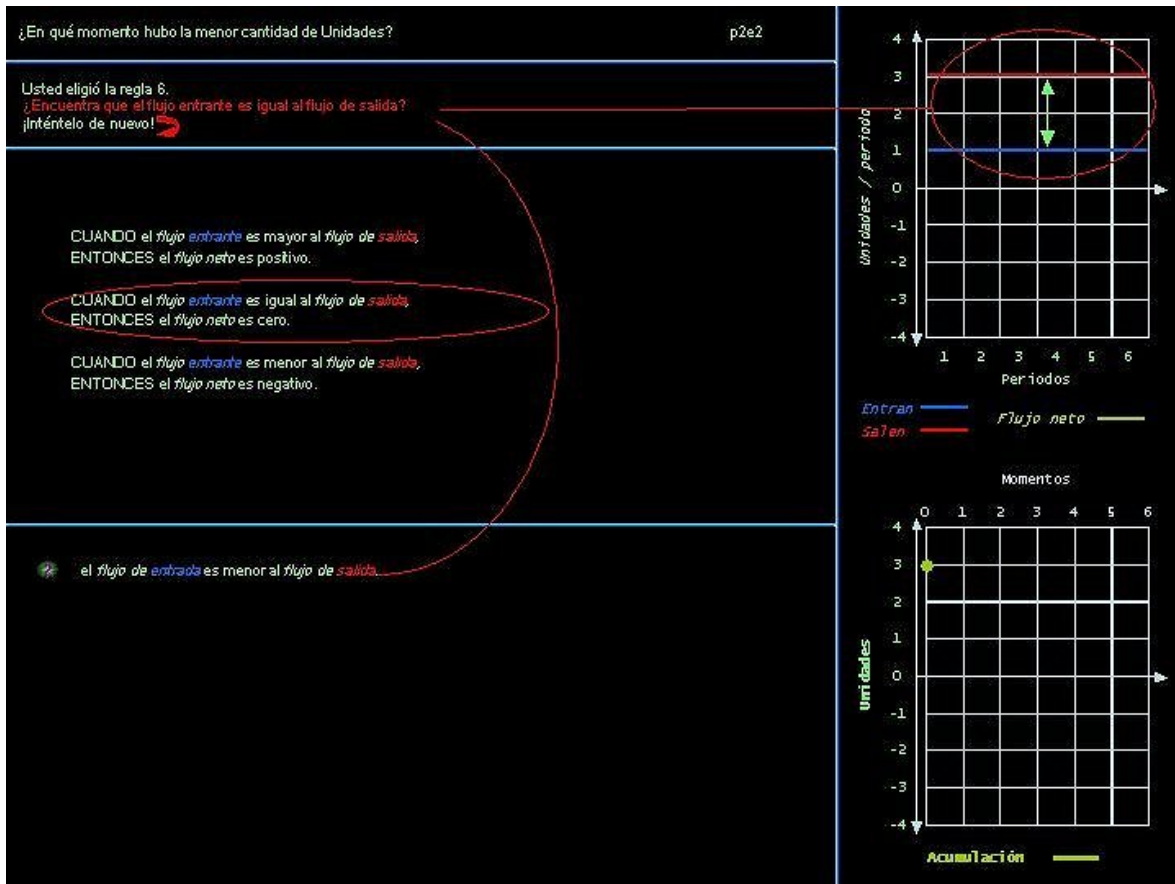 ¿En qué momento hubo la menor cantidad de Unidades?
p2e2
Usted eligió la regla 6.
¿Encuentra que el flujo entrante es igual al flujo de salida?
¡Inténtelo de nuevo!
CUANDO el flujo entrante es mayor al flujo de salida,
ENTONCES el flujo neto es positivo.
CUANDO el flujo entrante es igual al flujo de salida,
ENTONCES el flujo neto es cero.
CUANDO el flujo entrante es menor al flujo de salida,
ENTONCES el flujo neto es negativo.
el flujo de entrada es menor al flujo de salida.
Unidades / periodo
4
3
2
1
0
-1
-2
-3
-4
1 2 3 4 5 6
Periodos
Entran
Salen
Flujo neto
Momentos
0 1 2 3 4 5 6
Unidades
4
3
2
1
0
-1
-2
-3
-4
Acumulación